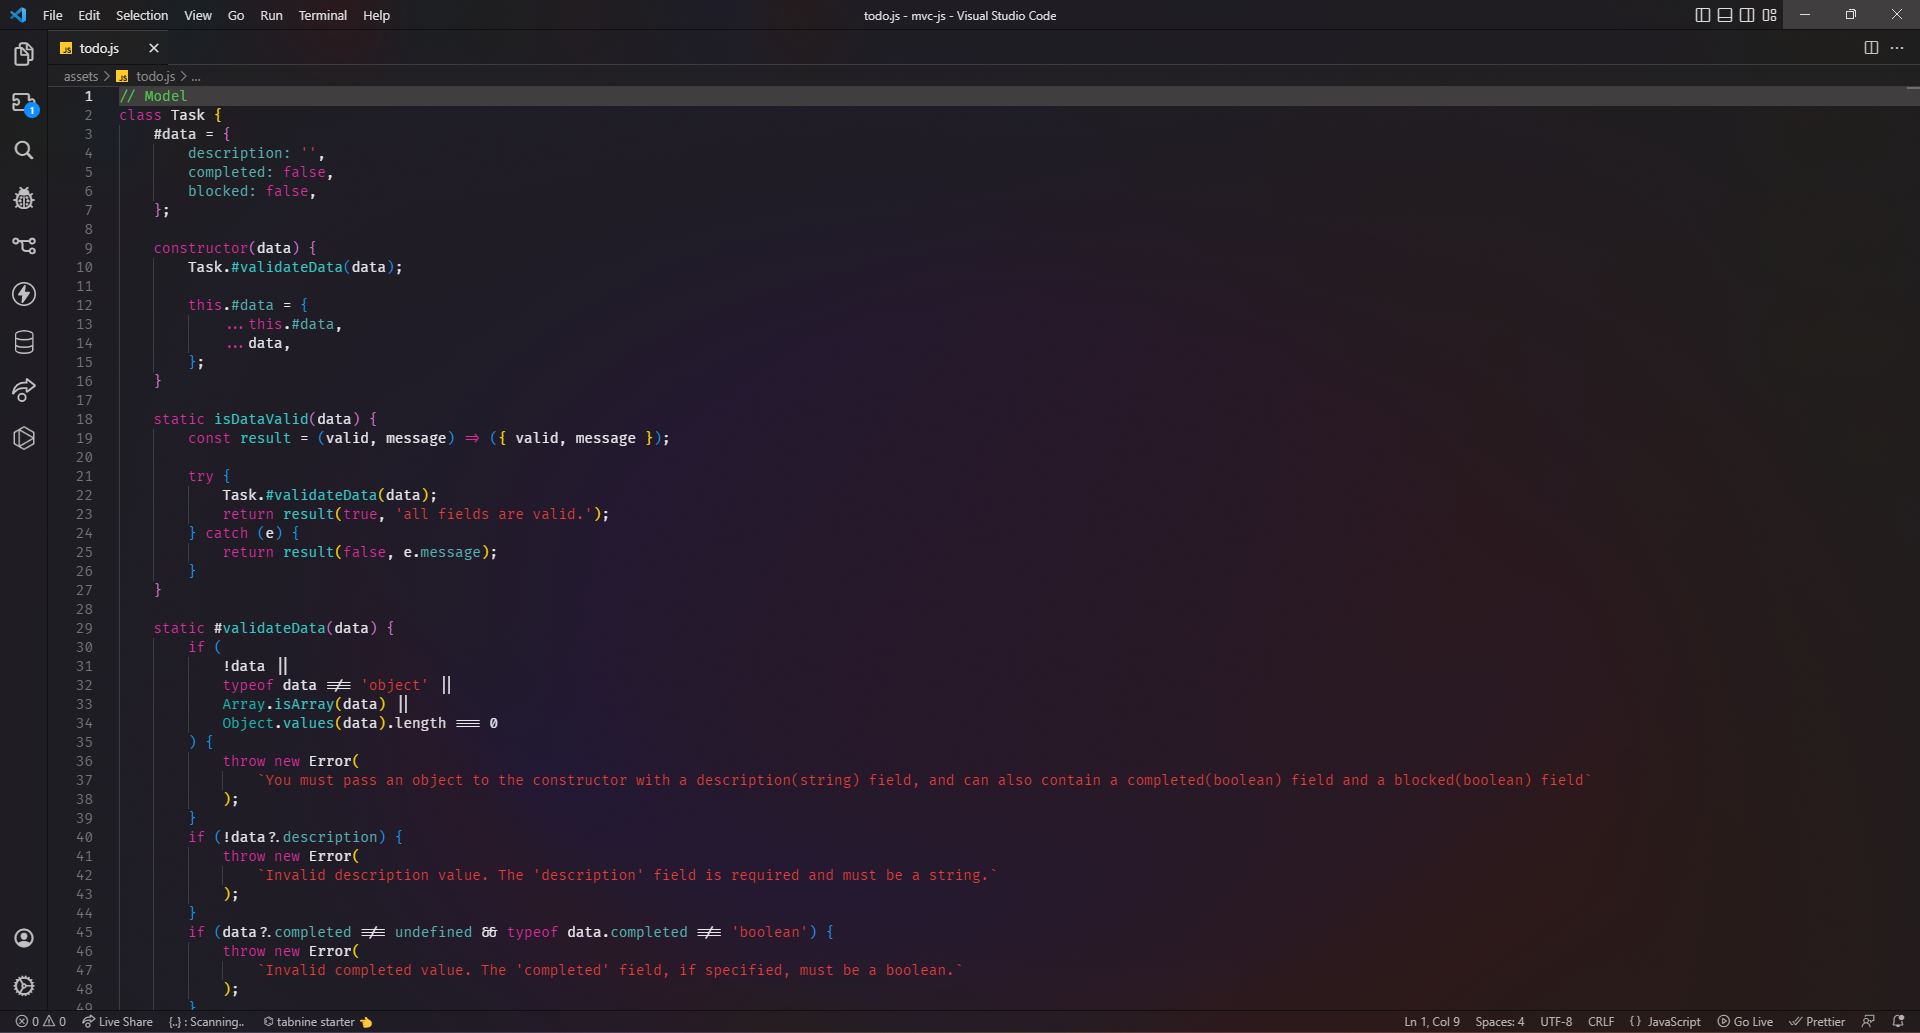 File Edit Selection View Go Run Terminal Help
todo.js - mvc-js - Visual Studio Code
todo.js
assets > todo.js > ...
1 // Model
2 class Task {
3 #data = {
4 description: '',
5 completed: false,
6 blocked: false,
7 };
8
9 constructor(data) {
10 Task.#validateData(data);
11
12 this.#data = {
13 ...this.#data,
14 ...data,
15 };
16 }
17
18 static isDataValid(data) {
19 const result = (valid, message) => ({ valid, message });
20
21 try {
22 Task.#validateData(data);
23 return result(true, 'all fields are valid.');
24 } catch (e) {
25 return result(false, e.message);
26 }
27 }
28
29 static #validateData(data) {
30 if (
31 !data ||
32 typeof data !== 'object' ||
33 Array.isArray(data) ||
34 Object.values(data).length === 0
35 ) {
36 throw new Error(
37 `You must pass an object to the constructor with a description(string) field, and can also contain a completed(boolean) field and a blocked(boolean) field`
38 );
39 }
40 if (!data?.description) {
41 throw new Error(
42 `Invalid description value. The 'description' field is required and must be a string.`
43 );
44 }
45 if (data?.completed !== undefined && typeof data.completed !== 'boolean') {
46 throw new Error(
47 `Invalid completed value. The 'completed' field, if specified, must be a boolean.`
48 );
49 }
1
0 0 Live Share {..} : Scanning.. tabnine starter 👈 Ln 1, Col 9 Spaces: 4 UTF-8 CRLF {} JavaScript Go Live Prettier